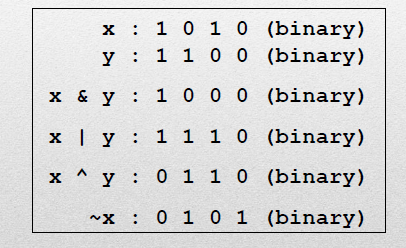 x : 1 0 1 0 (binary)
y : 1 1 0 0 (binary)
x & y : 1 0 0 0 (binary)
x | y : 1 1 1 0 (binary)
x ^ y : 0 1 1 0 (binary)
~x : 0 1 0 1 (binary)